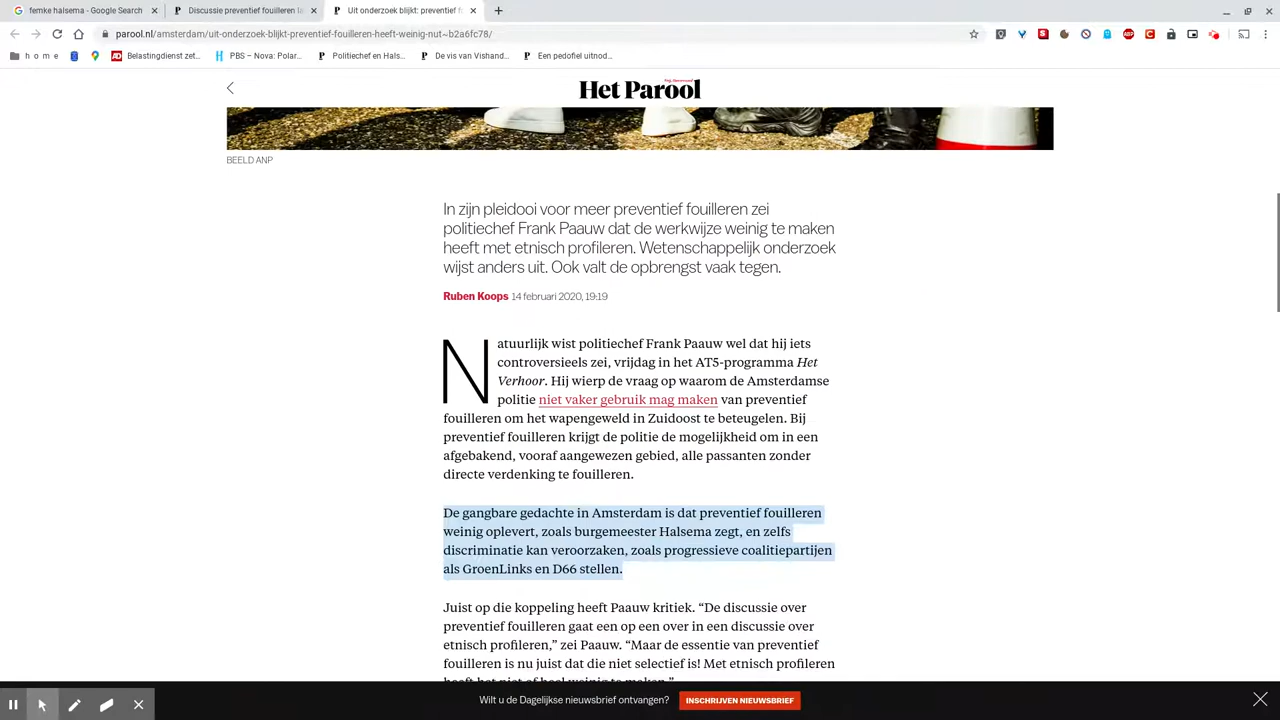 femke halsema - Google Search
Discussie preventief fouilleren la
Uit onderzoek blijkt: preventief f
parool.nl/amsterdam/uit-onderzoek-blijkt-preventief-fouilleren-heeft-weinig-nut~b2a6fc78/
h o m e
Belastingdienst zet...
PBS – Nova: Polar...
Politiechef en Hals...
De vis van Vishand...
Een pedofiel uitnod...
Het Parool
BEELD ANP
In zijn pleidooi voor meer preventief fouilleren zei
politiechef Frank Paauw dat de werkwijze weinig te maken
heeft met etnisch profileren. Wetenschappelijk onderzoek
wijst anders uit. Ook valt de opbrengst vaak tegen.
Ruben Koops 14 februari 2020, 19:19
Natuurlijk wist politiechef Frank Paauw wel dat hij iets
controversieels zei, vrijdag in het AT5-programma Het
Verhoor. Hij wierp de vraag op waarom de Amsterdamse
politie niet vaker gebruik mag maken van preventief
fouilleren om het wapengeweld in Zuidoost te beteugelen. Bij
preventief fouilleren krijgt de politie de mogelijkheid om in een
afgebakend, vooraf aangewezen gebied, alle passanten zonder
directe verdenking te fouilleren.
De gangbare gedachte in Amsterdam is dat preventief fouilleren
weinig oplevert, zoals burgemeester Halsema zegt, en zelfs
discriminatie kan veroorzaken, zoals progressieve coalitiepartijen
als GroenLinks en D66 stellen.
Juist op die koppeling heeft Paauw kritiek. “De discussie over
preventief fouilleren gaat een op een over in een discussie over
etnisch profileren,” zei Paauw. “Maar de essentie van preventief
fouilleren is nu juist dat die niet selectief is! Met etnisch profileren
Wilt u de Dagelijkse nieuwsbrief ontvangen?
INSCHRIJVEN NIEUWSBRIEF